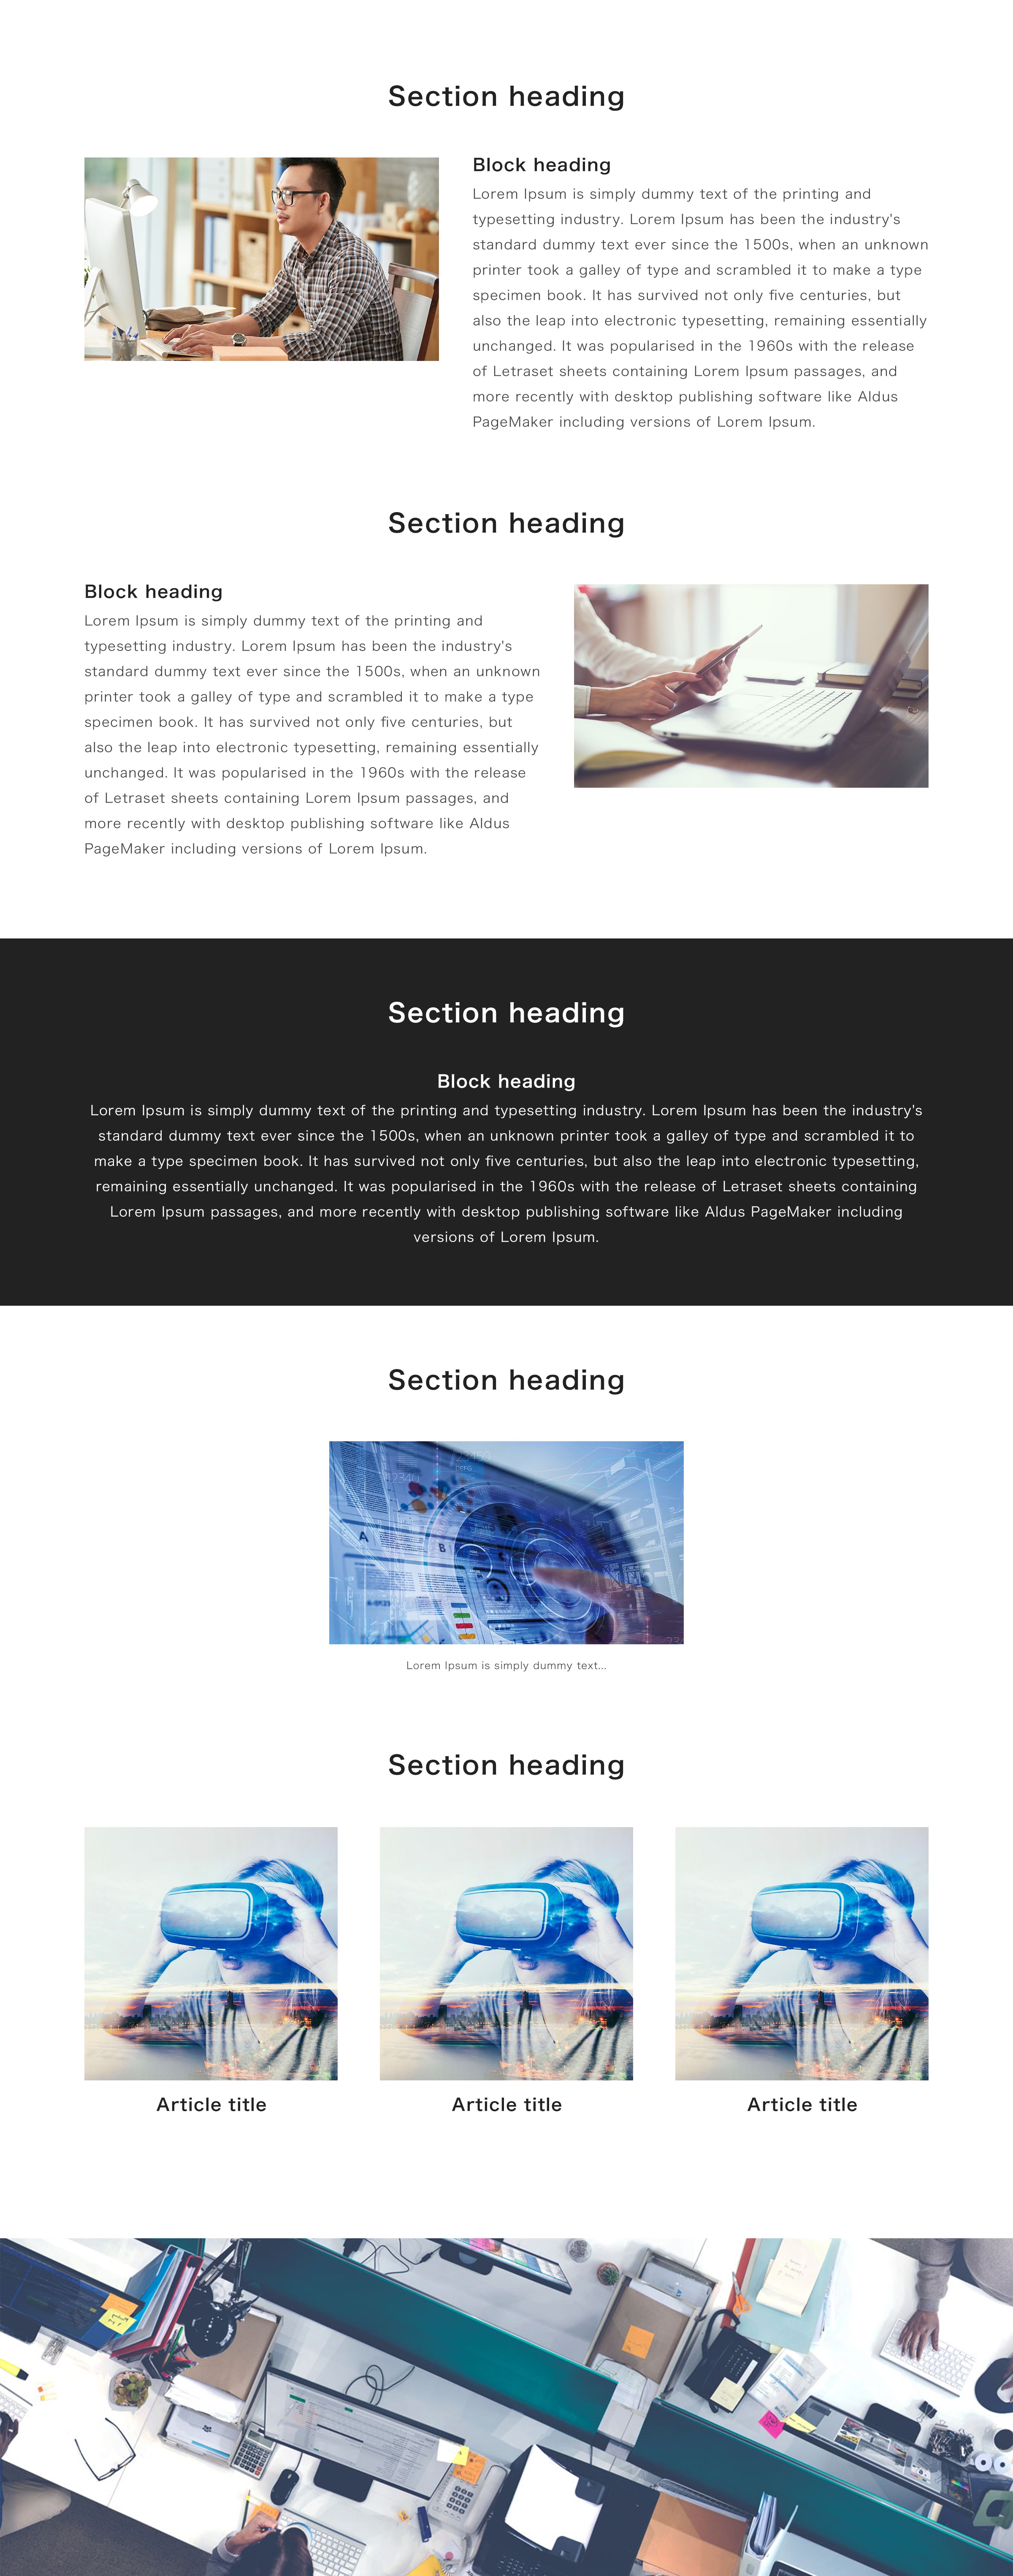 Section heading
Block heading
Lorem Ipsum is simply dummy text of the printing and
typesetting industry. Lorem Ipsum has been the industry's
standard dummy text ever since the 1500s, when an unknown
printer took a galley of type and scrambled it to make a type
specimen book. It has survived not only five centuries, but
also the leap into electronic typesetting, remaining essentially
unchanged. It was popularised in the 1960s with the release
of Letraset sheets containing Lorem Ipsum passages, and
more recently with desktop publishing software like Aldus
PageMaker including versions of Lorem Ipsum.
Section heading
Block heading
Lorem Ipsum is simply dummy text of the printing and
typesetting industry. Lorem Ipsum has been the industry's
standard dummy text ever since the 1500s, when an unknown
printer took a galley of type and scrambled it to make a type
specimen book. It has survived not only five centuries, but
also the leap into electronic typesetting, remaining essentially
unchanged. It was popularised in the 1960s with the release
of Letraset sheets containing Lorem Ipsum passages, and
more recently with desktop publishing software like Aldus
PageMaker including versions of Lorem Ipsum.
Section heading
Block heading
Lorem Ipsum is simply dummy text of the printing and typesetting industry. Lorem Ipsum has been the industry's
standard dummy text ever since the 1500s, when an unknown printer took a galley of type and scrambled it to
make a type specimen book. It has survived not only five centuries, but also the leap into electronic typesetting,
remaining essentially unchanged. It was popularised in the 1960s with the release of Letraset sheets containing
Lorem Ipsum passages, and more recently with desktop publishing software like Aldus PageMaker including
versions of Lorem Ipsum.
Section heading
A
B
Lorem Ipsum is simply dummy text...
Section heading
Article title
Article title
Article title